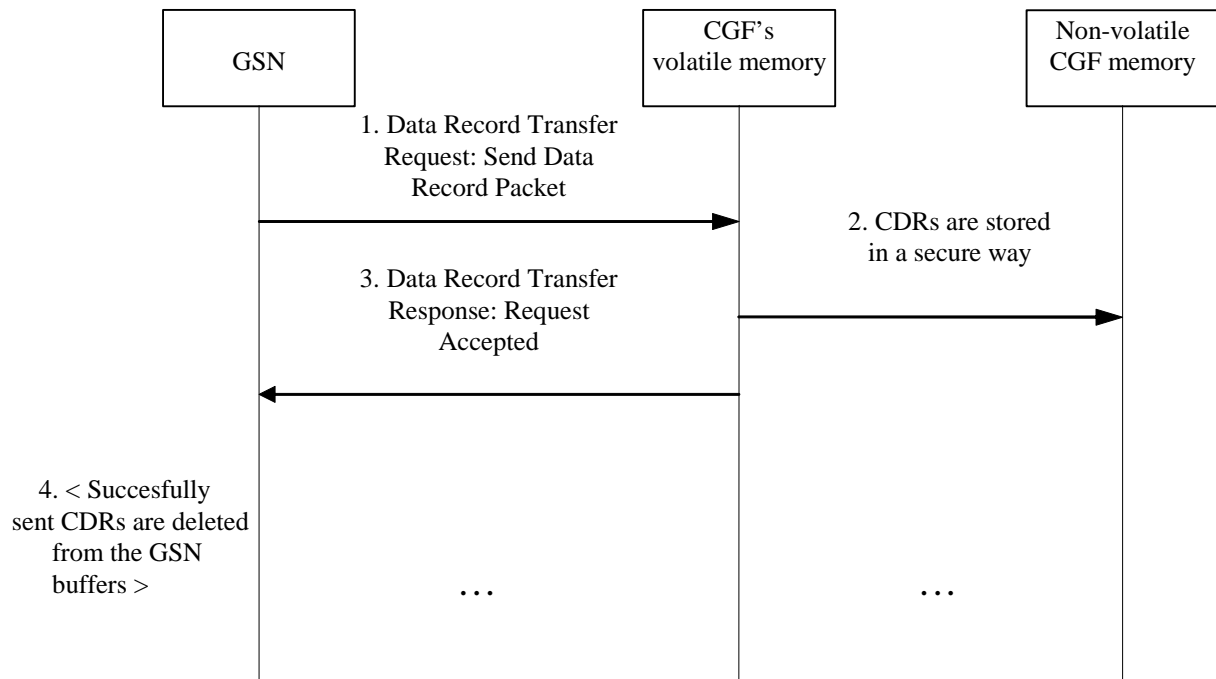 GSN
CGF's
volatile memory
Non-volatile
CGF memory
1. Data Record Transfer
Request: Send Data
Record Packet
2. CDRs are stored
in a secure way
3. Data Record Transfer
Response: Request
Accepted
4. < Succesfully
sent CDRs are deleted
from the GSN
buffers >
...
...